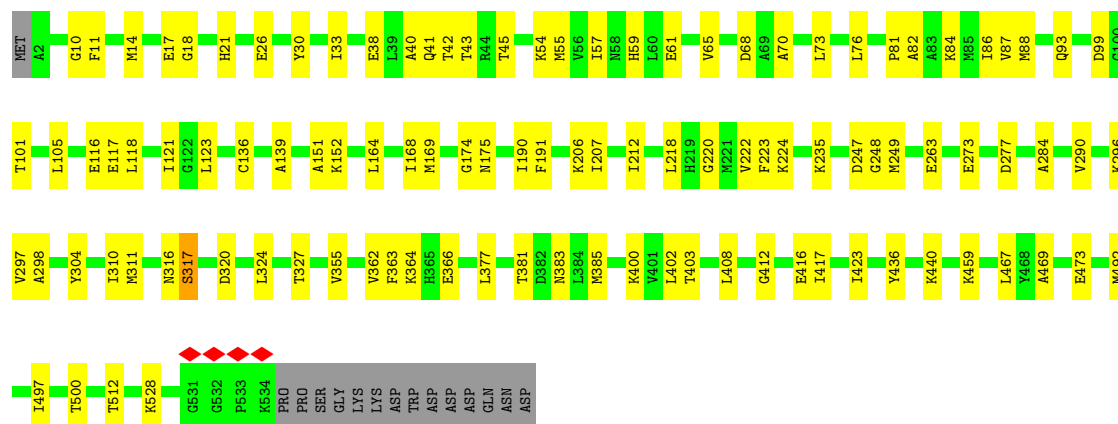 MET A2 G10 F11 M14 E17 G18 H21 E26 Y30 I33 E38 L39 A40 Q41 T42 T43 R44 T45 K54 M55 V56 I57 N58 H59 L60 E61 V65 D68 A69 A70 L73 L76 P81 A82 A83 K84 M85 I86 V87 M88 Q93 D99 G100
T101 L105 E116 E117 L118 I121 G122 L123 C136 A139 A151 K152 L164 I168 M169 G174 N175 I190 F191 K206 I207 I212 L218 H219 G220 M221 V222 F223 K224 K235 D247 G248 M249 E263 E273 D277 A284 V290 K296
V297 A298 Y304 I310 M311 N316 S317 D320 L324 T327 V355 V362 F363 K364 H365 E366 L377 T381 D382 N383 L384 M385 K400 V401 L402 T403 L408 G412 E416 I417 I423 Y436 K440 K459 L467 Y468 A469 E473 M492
I497 T500 T512 K528 G531 G532 P533 K534 PRO PRO SER GLY LYS LYS ASP TRP ASP ASP ASP GLN ASN ASP